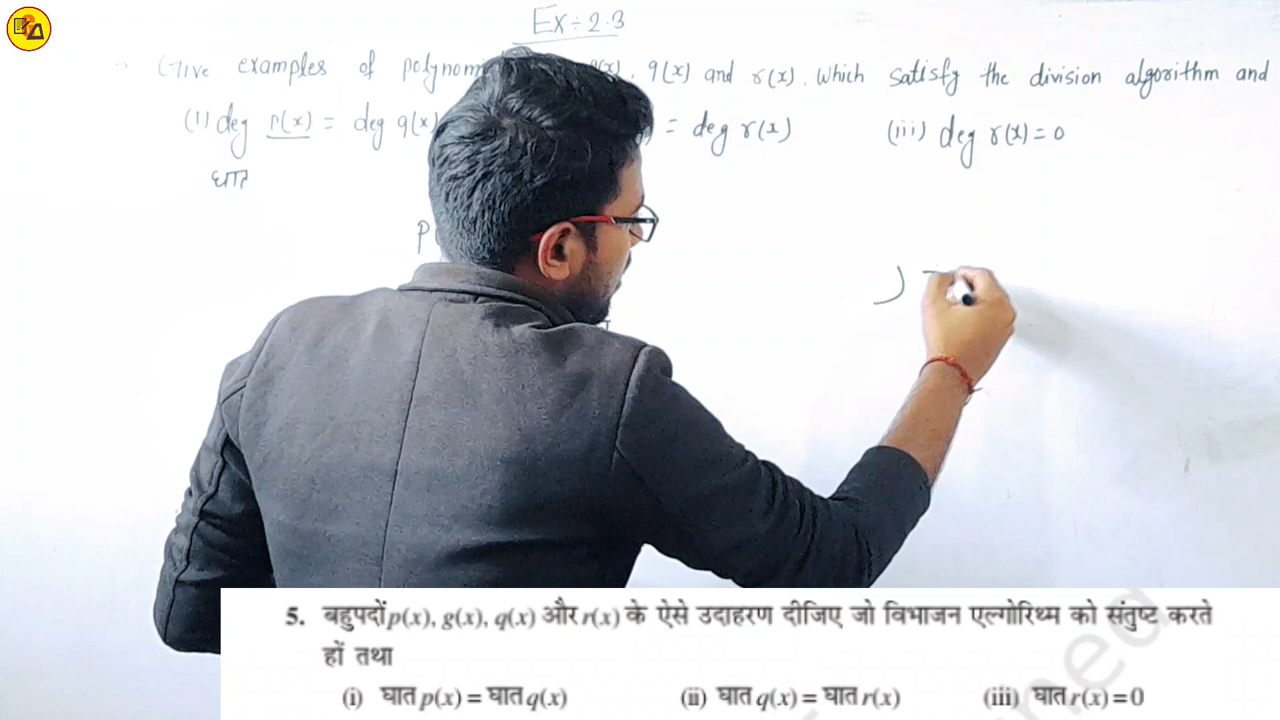 Ex÷2.3
Give examples of polynom g(x), q(x) and r(x). Which satisfy the division algorithm and
(i) deg p(x) = deg q(x) = deg r(x) (iii) deg r(x) = 0
घात
p
5. बहुपदों p(x), g(x), q(x) और r(x) के ऐसे उदाहरण दीजिए जो विभाजन एल्गोरिथ्म को संतुष्ट करते
हों तथा
(i) घात p(x) = घात q(x) (ii) घात q(x) = घात r(x) (iii) घात r(x) = 0